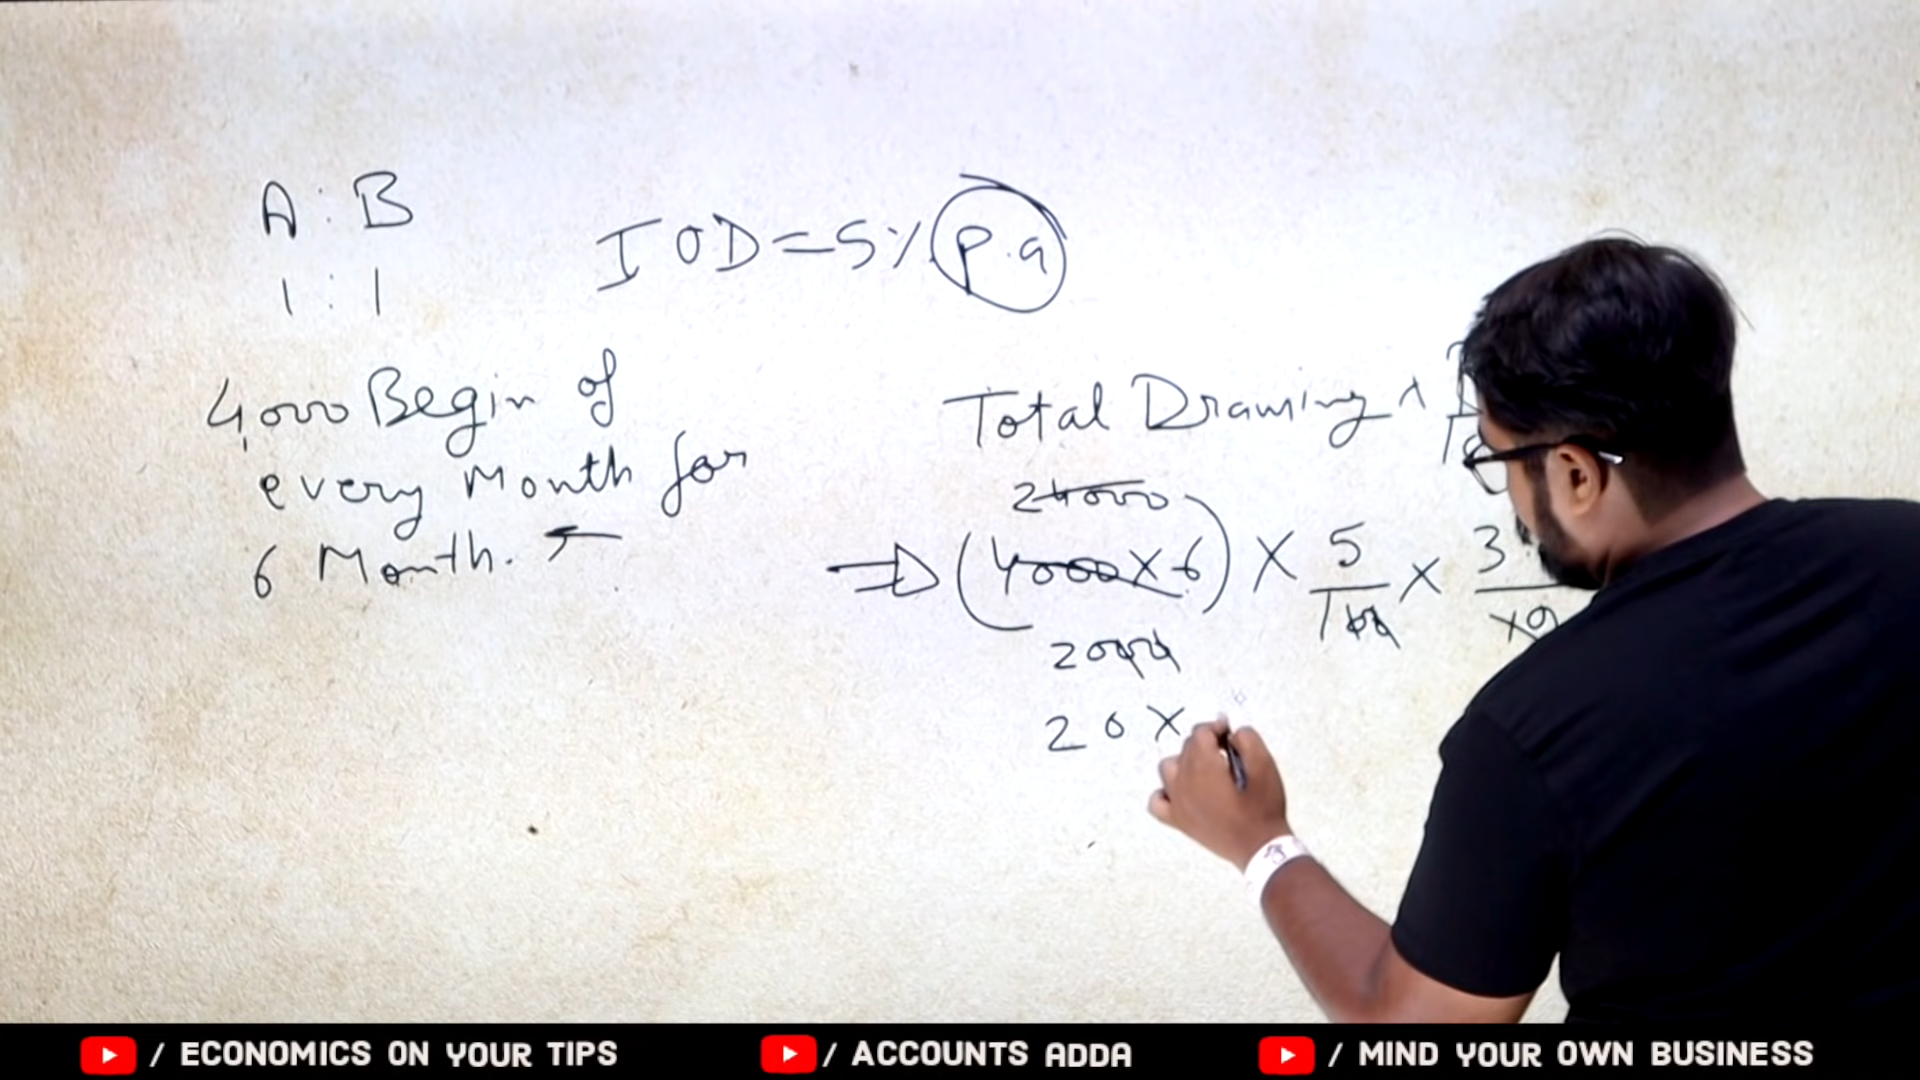 A : B
1 : 1
IOD = 5% p.a
4,000 Begin of
every Month for
6 Month.
Total Drawing x
24000
(4000 x 6) x 5/100 x 3
2000
20 x
/ ECONOMICS ON YOUR TIPS
/ ACCOUNTS ADDA
/ MIND YOUR OWN BUSINESS